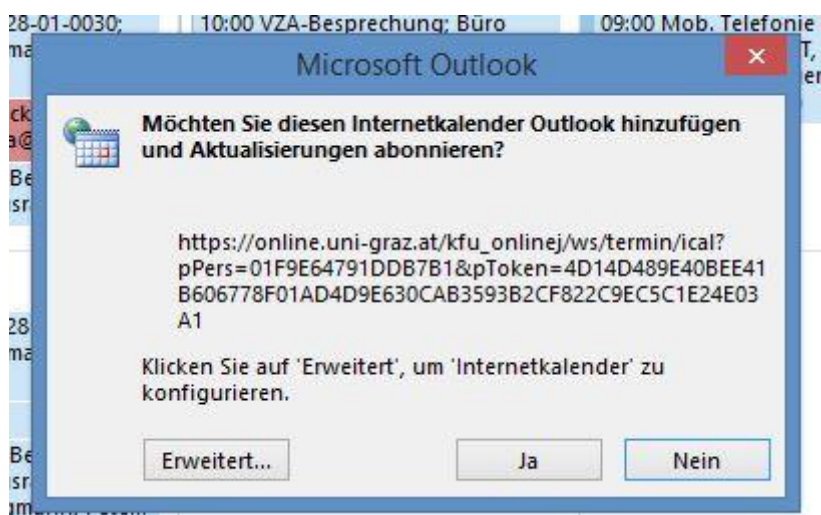 28-01-0030;
10:00 VZA-Besprechung; Büro
09:00 Mob. Telefonie
Microsoft Outlook
Möchten Sie diesen Internetkalender Outlook hinzufügen
und Aktualisierungen abonnieren?
https://online.uni-graz.at/kfu_onlinej/ws/termin/ical?
pPers=01F9E64791DDB7B1&pToken=4D14D489E40BEE41
B606778F01AD4D9E630CAB3593B2CF822C9EC5C1E24E03
A1
Klicken Sie auf 'Erweitert', um 'Internetkalender' zu
konfigurieren.
Erweitert...
Ja
Nein